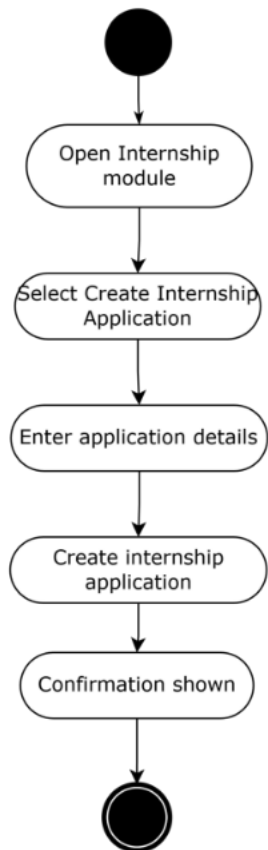 Open Internship
module
Select Create Internship
Application
Enter application details
Create internship
application
Confirmation shown